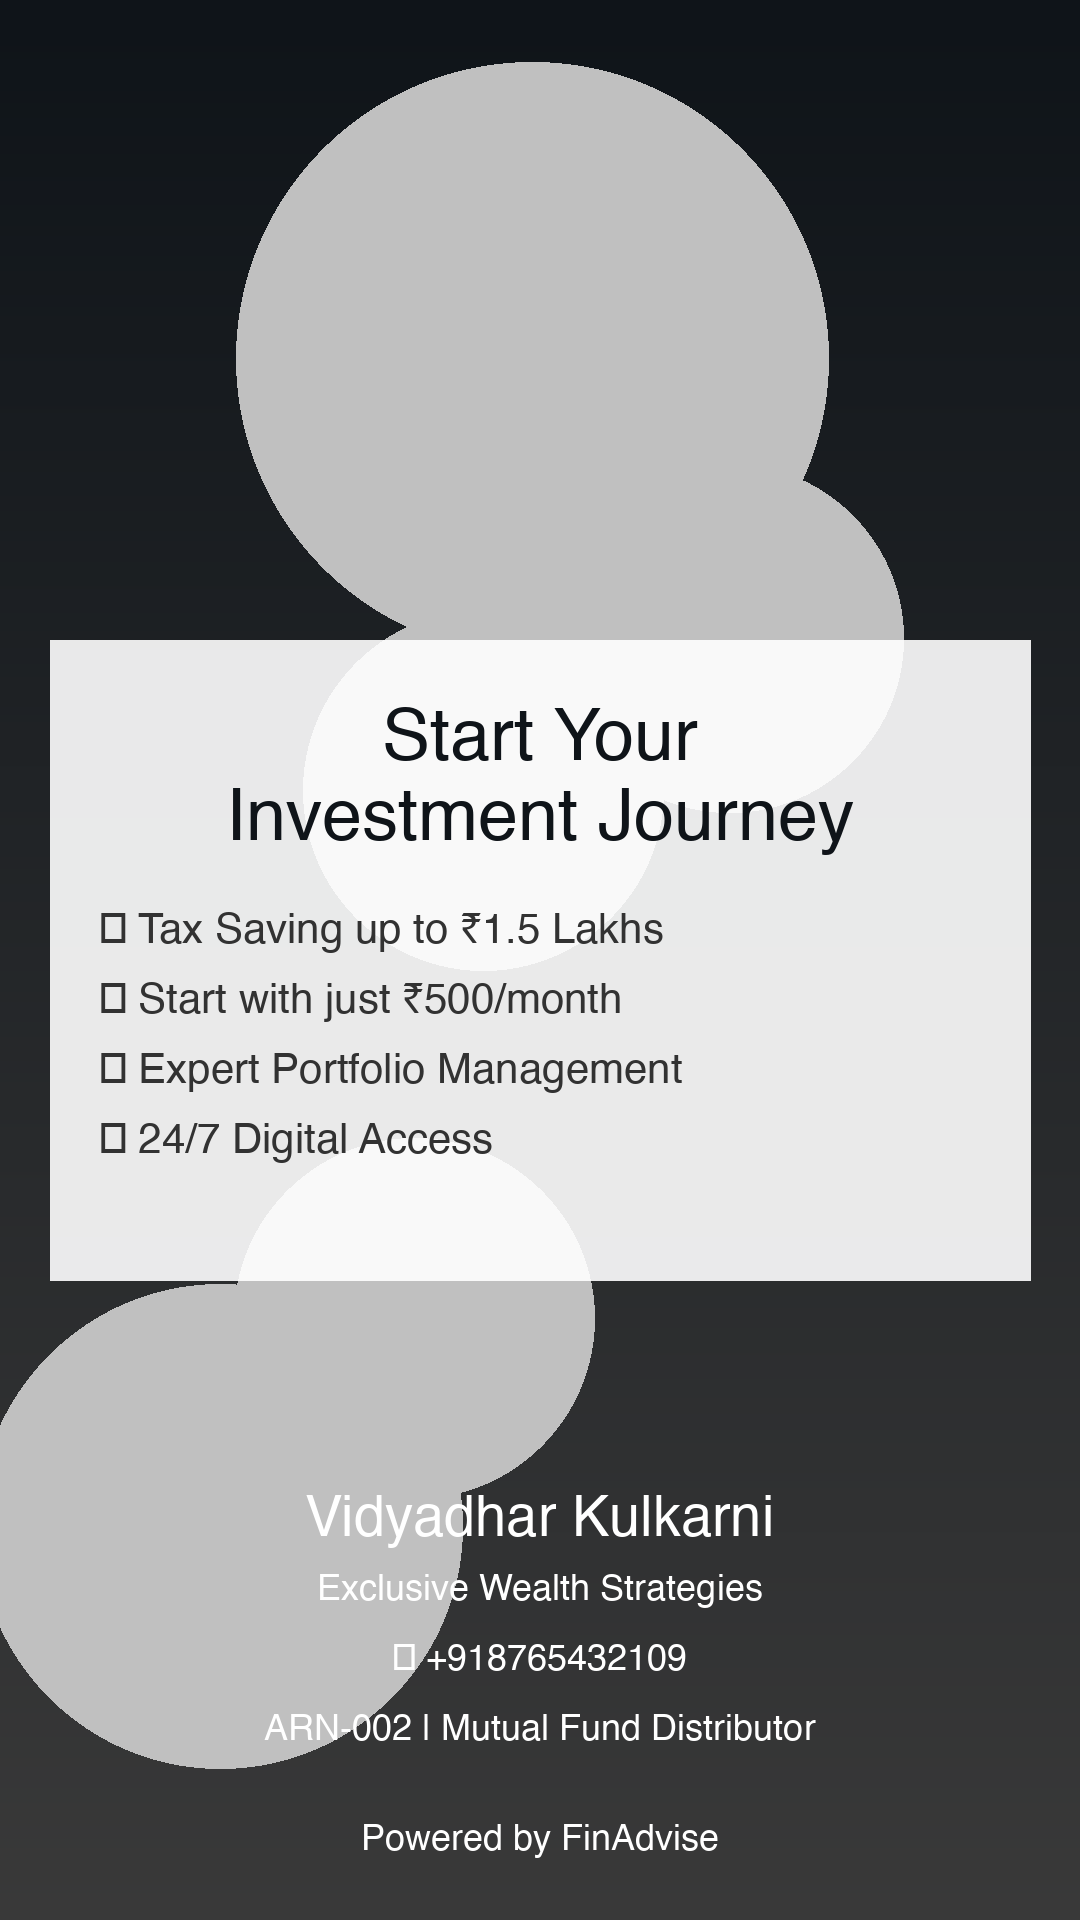 Start Your
Investment Journey
□ Tax Saving up to ₹1.5 Lakhs
□ Start with just ₹500/month
□ Expert Portfolio Management
□ 24/7 Digital Access
Vidyadhar Kulkarni
Exclusive Wealth Strategies
□ +918765432109
ARN-002 | Mutual Fund Distributor
Powered by FinAdvise